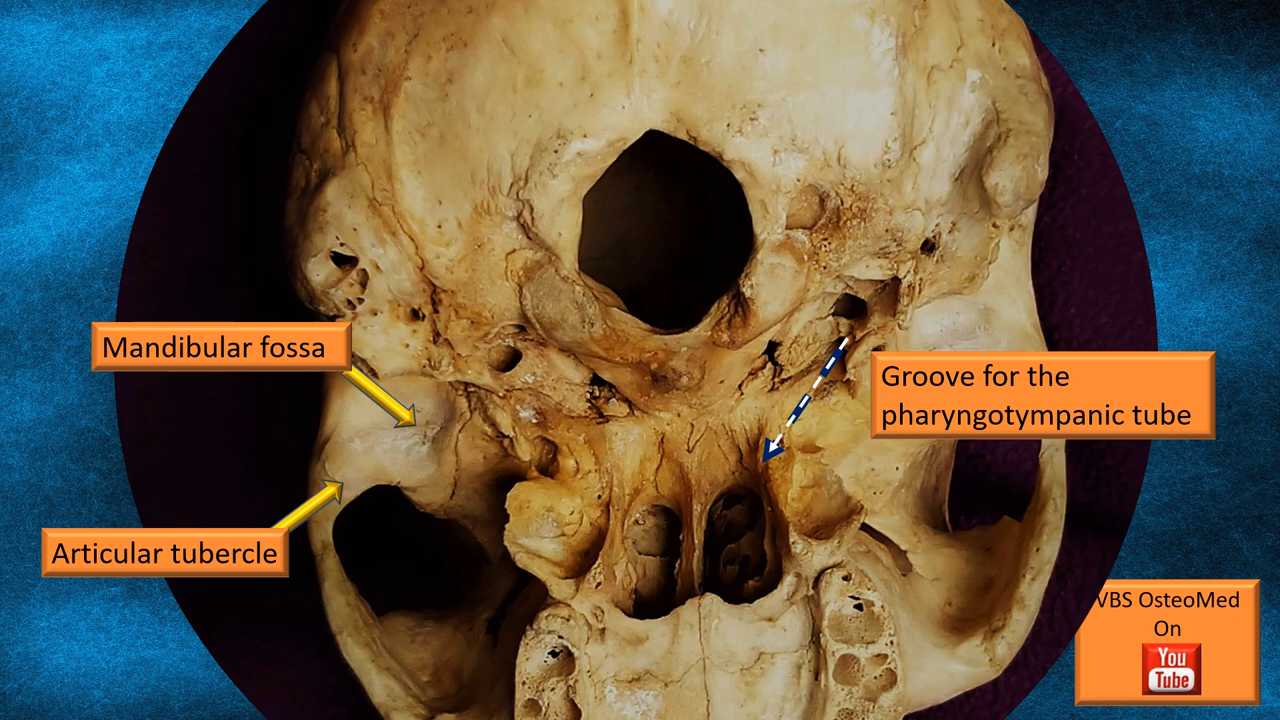 Mandibular fossa
Groove for the
pharyngotympanic tube
Articular tubercle
VBS OsteoMed
On
You
Tube